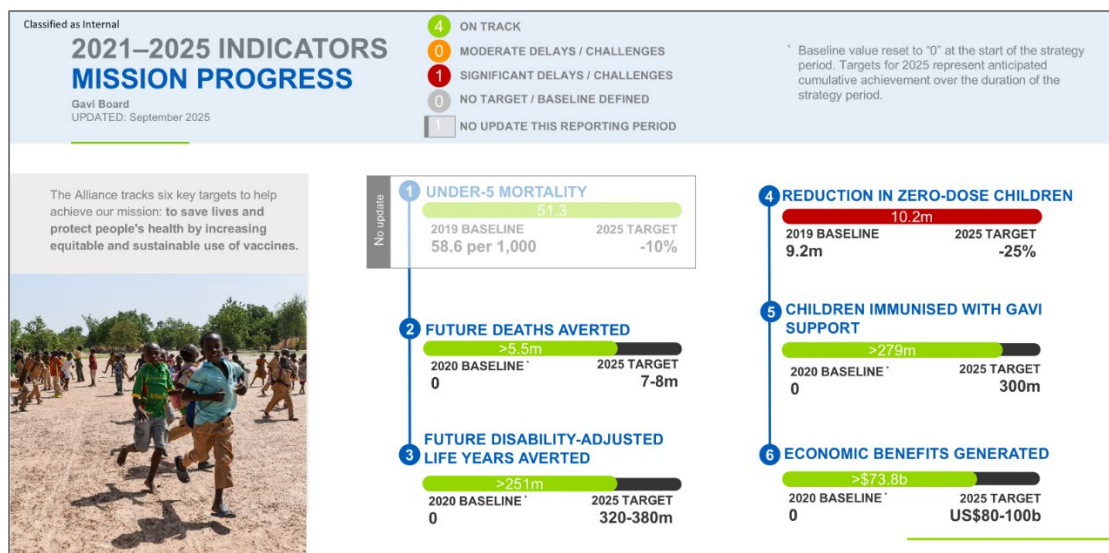 Classified as Internal
2021–2025 INDICATORS
MISSION PROGRESS
Gavi Board
UPDATED: September 2025
4 ON TRACK
0 MODERATE DELAYS / CHALLENGES
1 SIGNIFICANT DELAYS / CHALLENGES
0 NO TARGET / BASELINE DEFINED
1 NO UPDATE THIS REPORTING PERIOD
* Baseline value reset to “0” at the start of the strategy
period. Targets for 2025 represent anticipated
cumulative achievement over the duration of the
strategy period.
The Alliance tracks six key targets to help
achieve our mission: to save lives and
protect people's health by increasing
equitable and sustainable use of vaccines.
No update
1 UNDER-5 MORTALITY
51.3
2019 BASELINE 2025 TARGET
58.6 per 1,000 -10%
2 FUTURE DEATHS AVERTED
>5.5m
2020 BASELINE * 2025 TARGET
0 7-8m
3 FUTURE DISABILITY-ADJUSTED
LIFE YEARS AVERTED
>251m
2020 BASELINE * 2025 TARGET
0 320-380m
4 REDUCTION IN ZERO-DOSE CHILDREN
10.2m
2019 BASELINE 2025 TARGET
9.2m -25%
5 CHILDREN IMMUNISED WITH GAVI
SUPPORT
>279m
2020 BASELINE * 2025 TARGET
0 300m
6 ECONOMIC BENEFITS GENERATED
>$73.8b
2020 BASELINE * 2025 TARGET
0 US$80-100b